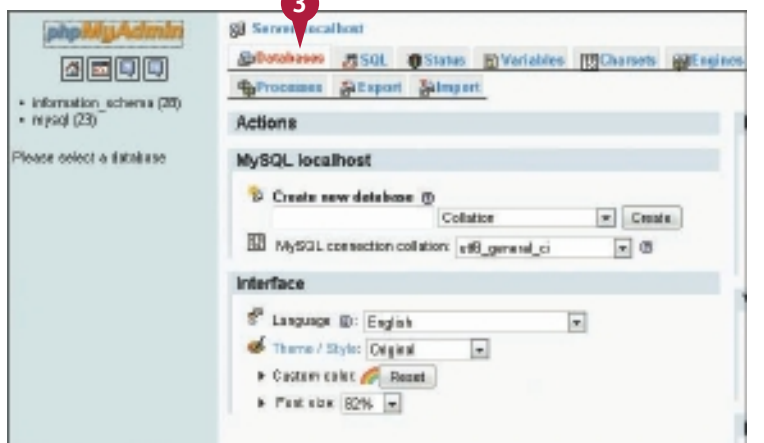 3
phpMyAdmin
Server localhost
Databases SQL Status Variables Charsets Engines
Processes Export Import
information_schema (28)
mysql (23)
Please select a database
Actions
MySQL localhost
Create new database
Collation Create
MySQL connection collation: utf8_general_ci
Interface
Language : English
Theme / Style: Original
Custom color: Reset
Font size: 82%